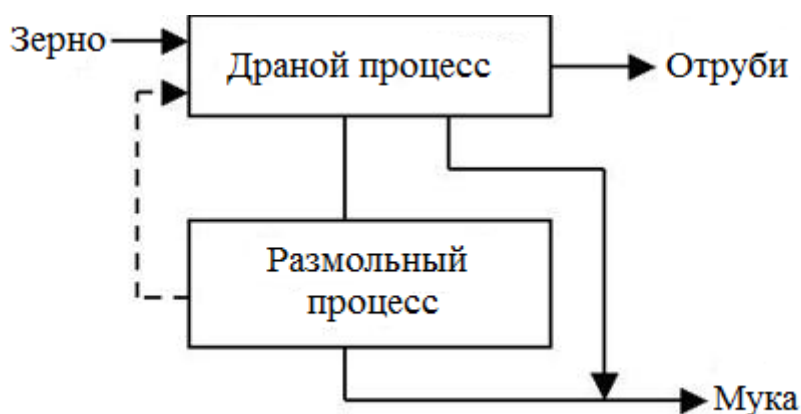 Зерно
Драной процесс
Отруби
Размольный
процесс
Мука